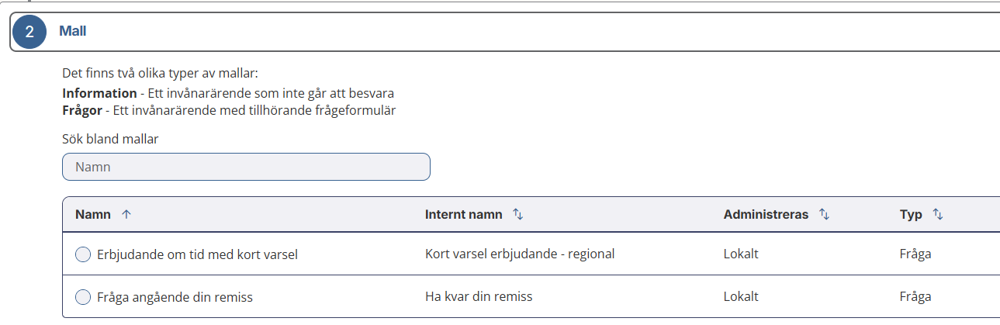 2 Mall
Det finns två olika typer av mallar:
Information - Ett invånarärende som inte går att besvara
Frågor - Ett invånarärende med tillhörande frågeformulär
Sök bland mallar
Namn
Namn Internt namn Administreras Typ
Erbjudande om tid med kort varsel Kort varsel erbjudande - regional Lokalt Fråga
Fråga angående din remiss Ha kvar din remiss Lokalt Fråga